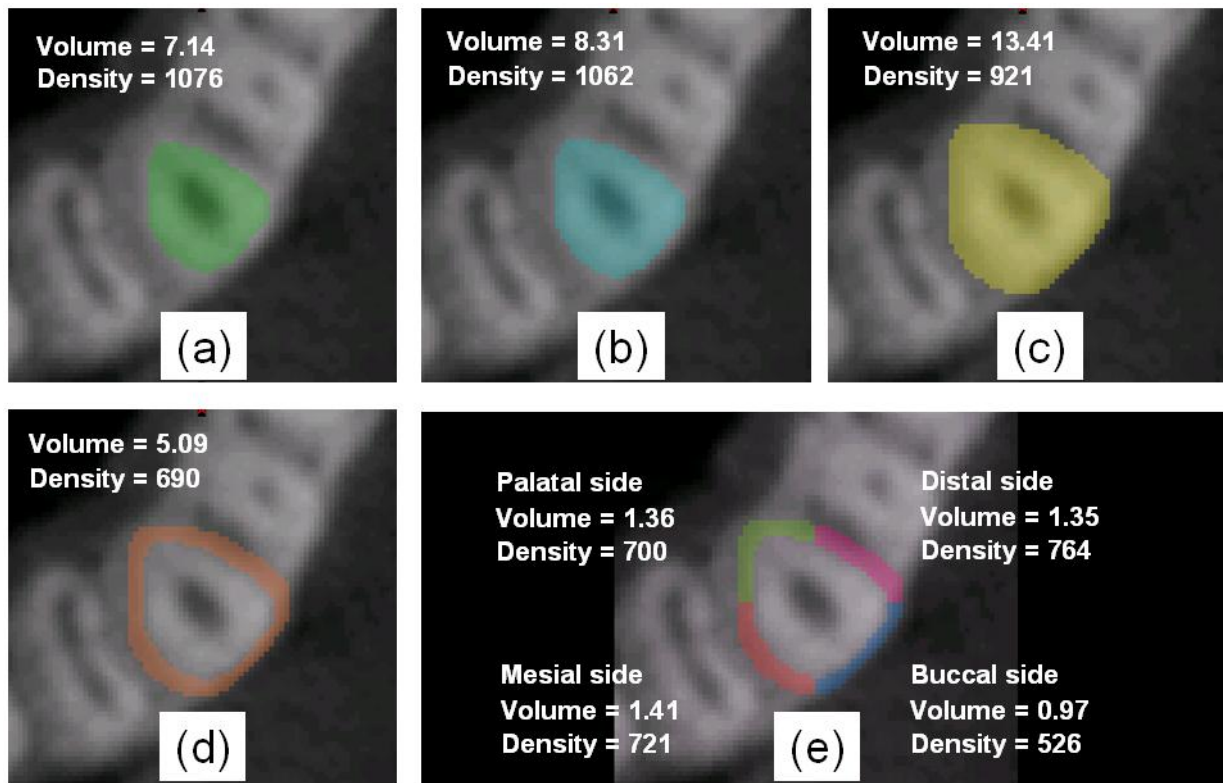 Volume = 7.14
Density = 1076
(a)
Volume = 8.31
Density = 1062
(b)
Volume = 13.41
Density = 921
(c)
Volume = 5.09
Density = 690
(d)
Palatal side
Volume = 1.36
Density = 700
Distal side
Volume = 1.35
Density = 764
Mesial side
Volume = 1.41
Density = 721
Buccal side
Volume = 0.97
Density = 526
(e)